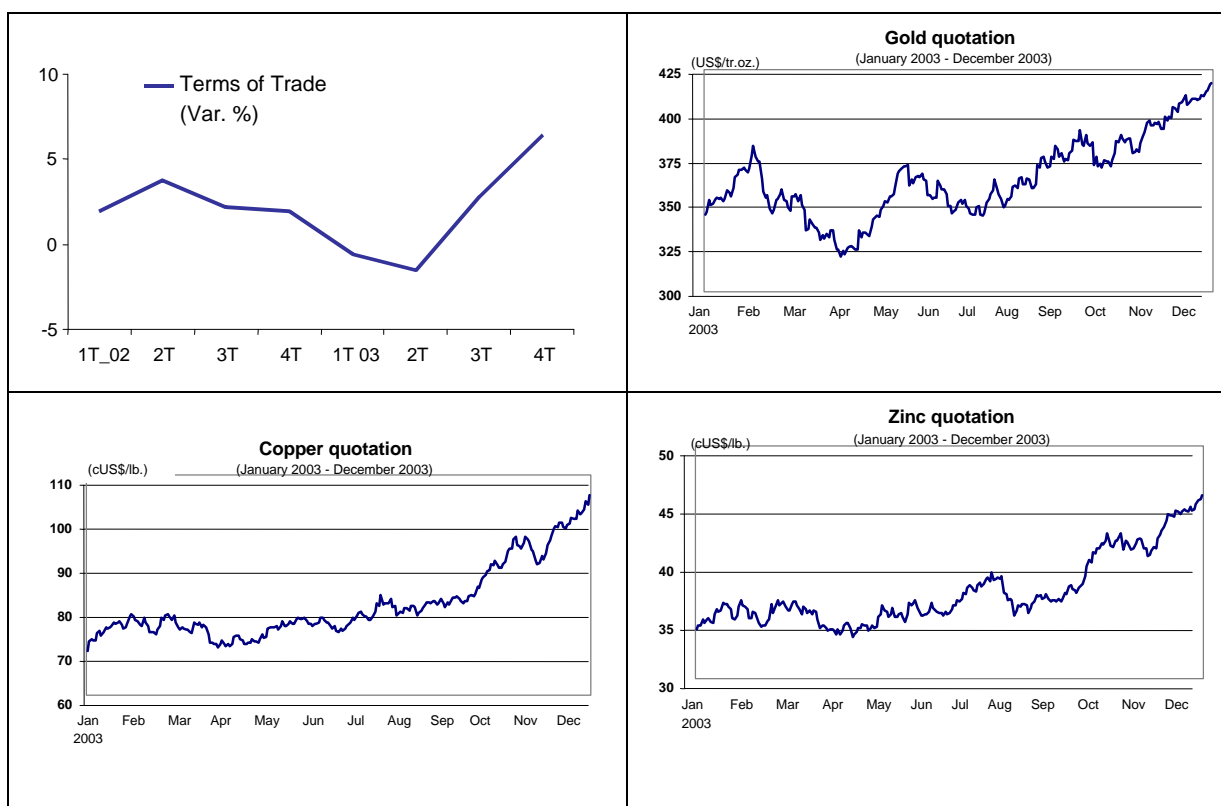 10
5
0
-5
Terms of Trade
(Var. %)
1T_02 2T 3T 4T 1T 03 2T 3T 4T
Gold quotation
(January 2003 - December 2003)
(US$/tr.oz.)
425
400
375
350
325
300
Jan Feb Mar Apr May Jun Jul Aug Sep Oct Nov Dec
2003
Copper quotation
(January 2003 - December 2003)
(cUS$/lb.)
110
100
90
80
70
60
Jan Feb Mar Apr May Jun Jul Aug Sep Oct Nov Dec
2003
Zinc quotation
(January 2003 - December 2003)
(cUS$/lb.)
50
45
40
35
30
Jan Feb Mar Apr May Jun Jul Aug Sep Oct Nov Dec
2003